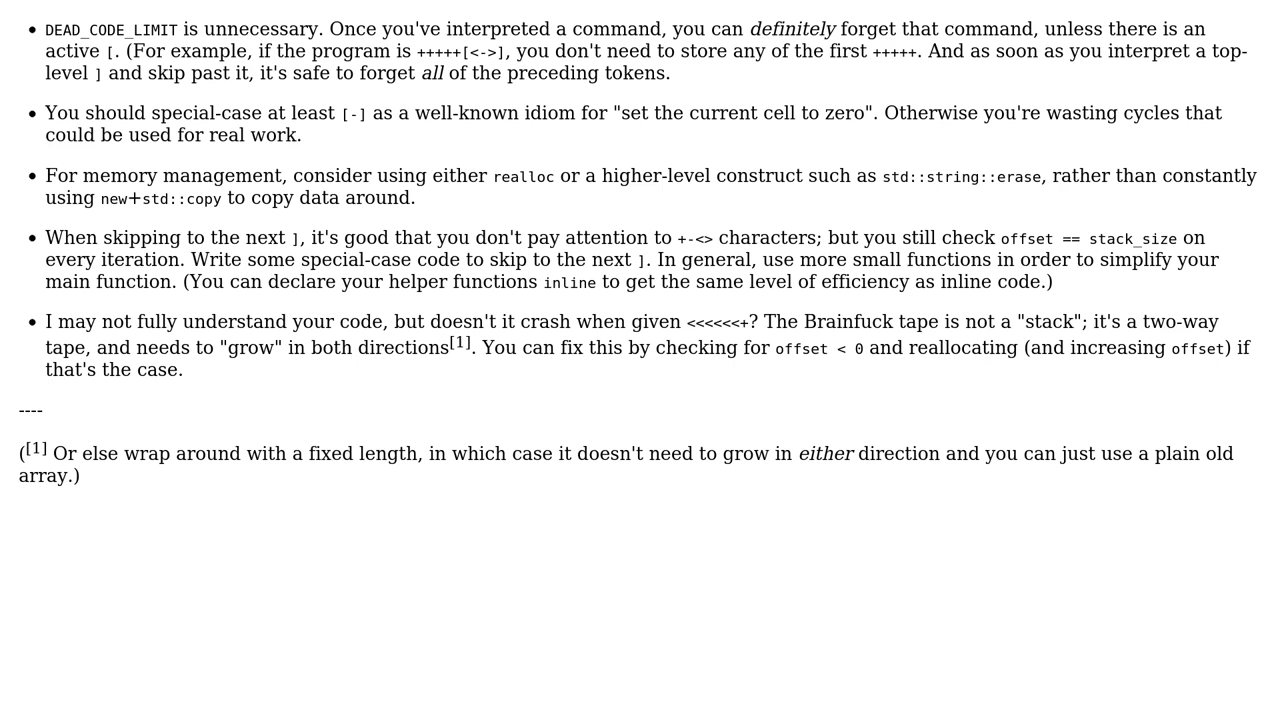 • DEAD_CODE_LIMIT is unnecessary. Once you've interpreted a command, you can definitely forget that command, unless there is an
active [. (For example, if the program is +++++[<->], you don't need to store any of the first +++++. And as soon as you interpret a top-
level ] and skip past it, it's safe to forget all of the preceding tokens.
• You should special-case at least [-] as a well-known idiom for "set the current cell to zero". Otherwise you're wasting cycles that
could be used for real work.
• For memory management, consider using either realloc or a higher-level construct such as std::string::erase, rather than constantly
using new+std::copy to copy data around.
• When skipping to the next ], it's good that you don't pay attention to +-<> characters; but you still check offset == stack_size on
every iteration. Write some special-case code to skip to the next ]. In general, use more small functions in order to simplify your
main function. (You can declare your helper functions inline to get the same level of efficiency as inline code.)
• I may not fully understand your code, but doesn't it crash when given <<<<<<+? The Brainfuck tape is not a "stack"; it's a two-way
tape, and needs to "grow" in both directions[1]. You can fix this by checking for offset < 0 and reallocating (and increasing offset) if
that's the case.
----
([1] Or else wrap around with a fixed length, in which case it doesn't need to grow in either direction and you can just use a plain old
array.)